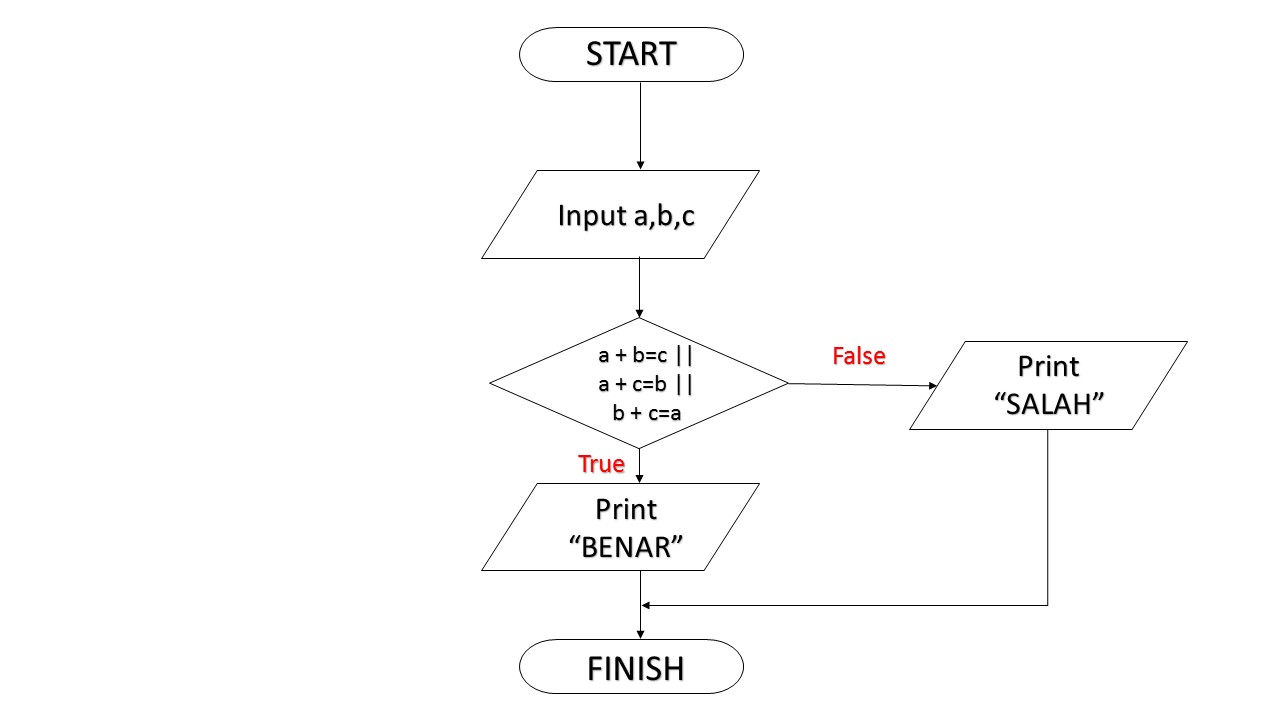 START
Input a,b,c
a + b=c ||
a + c=b ||
b + c=a
False
Print
“SALAH”
True
Print
“BENAR”
FINISH